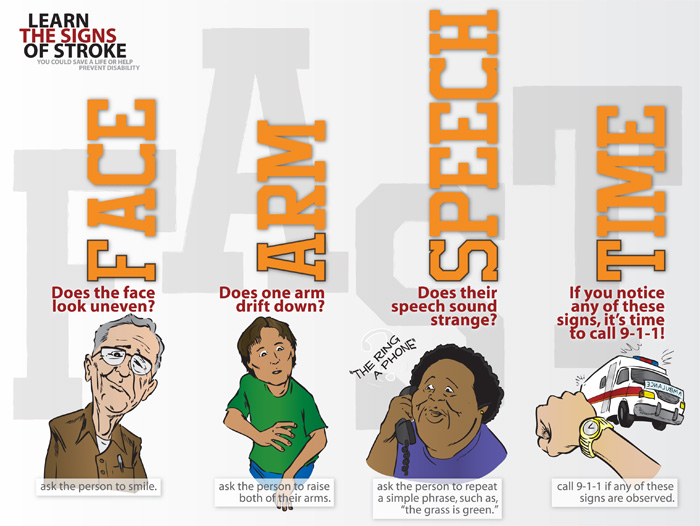 LEARN
THE SIGNS
OF STROKE
YOU COULD SAVE A LIFE OR HELP
PREVENT DISABILITY
FAST
FACE
Does the face
look uneven?
ask the person to smile.
ARM
Does one arm
drift down?
ask the person to raise
both of their arms.
SPEECH
Does their
speech sound
strange?
"THE RING
A PHONE"
ask the person to repeat
a simple phrase, such as,
“the grass is green.”
TIME
If you notice
any of these
signs, it’s time
to call 9-1-1!
AMBULANCE
call 9-1-1 if any of these
signs are observed.